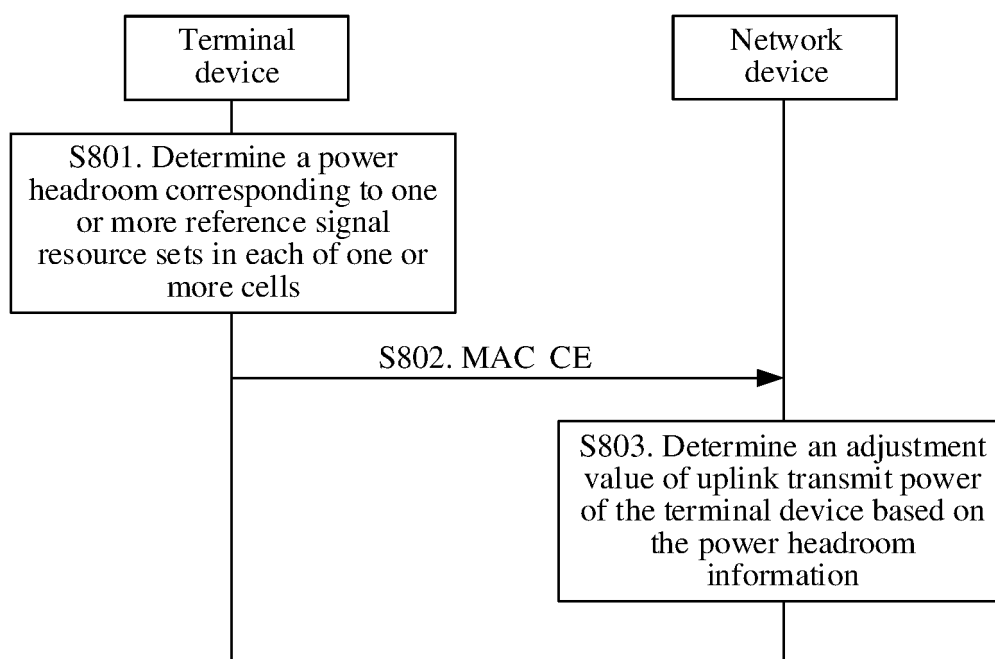 Terminal
device
Network
device
S801. Determine a power
headroom corresponding to one
or more reference signal
resource sets in each of one or
more cells
S802. MAC CE
S803. Determine an adjustment
value of uplink transmit power
of the terminal device based on
the power headroom
information